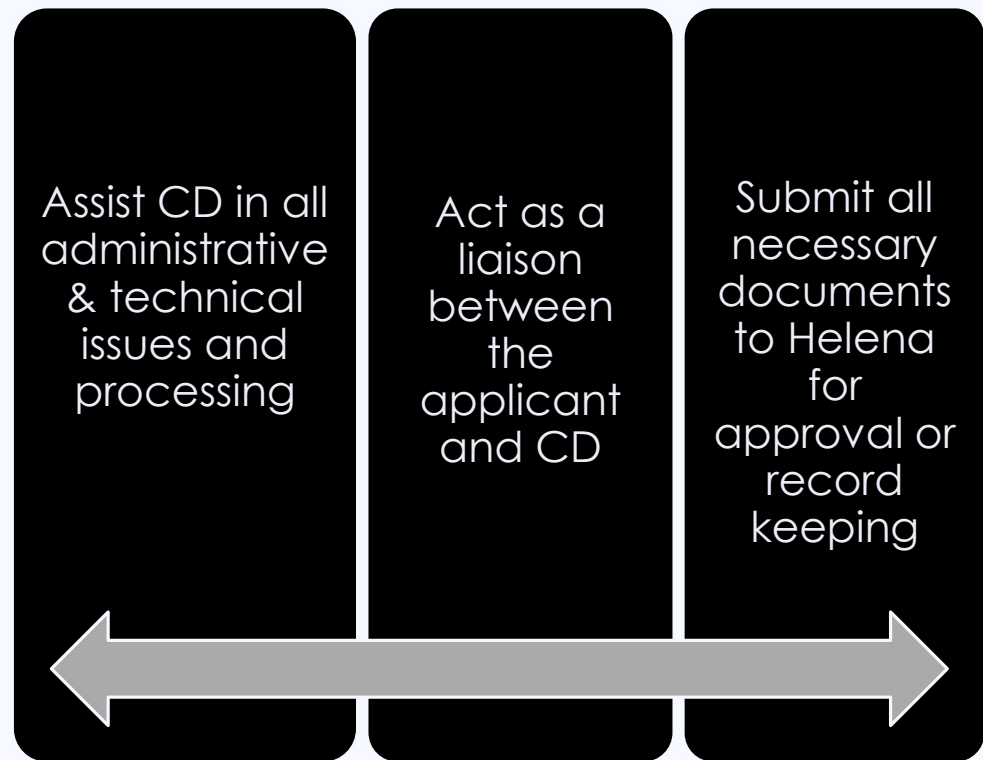 Assist CD in all
administrative
& technical
issues and
processing
Act as a
liaison
between
the
applicant
and CD
Submit all
necessary
documents
to Helena
for
approval or
record
keeping